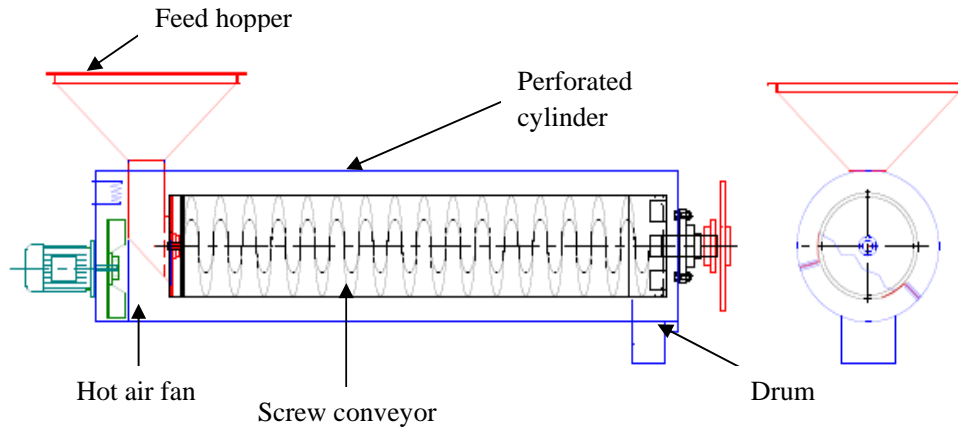 Feed hopper
Perforated
cylinder
Hot air fan
Screw conveyor
Drum